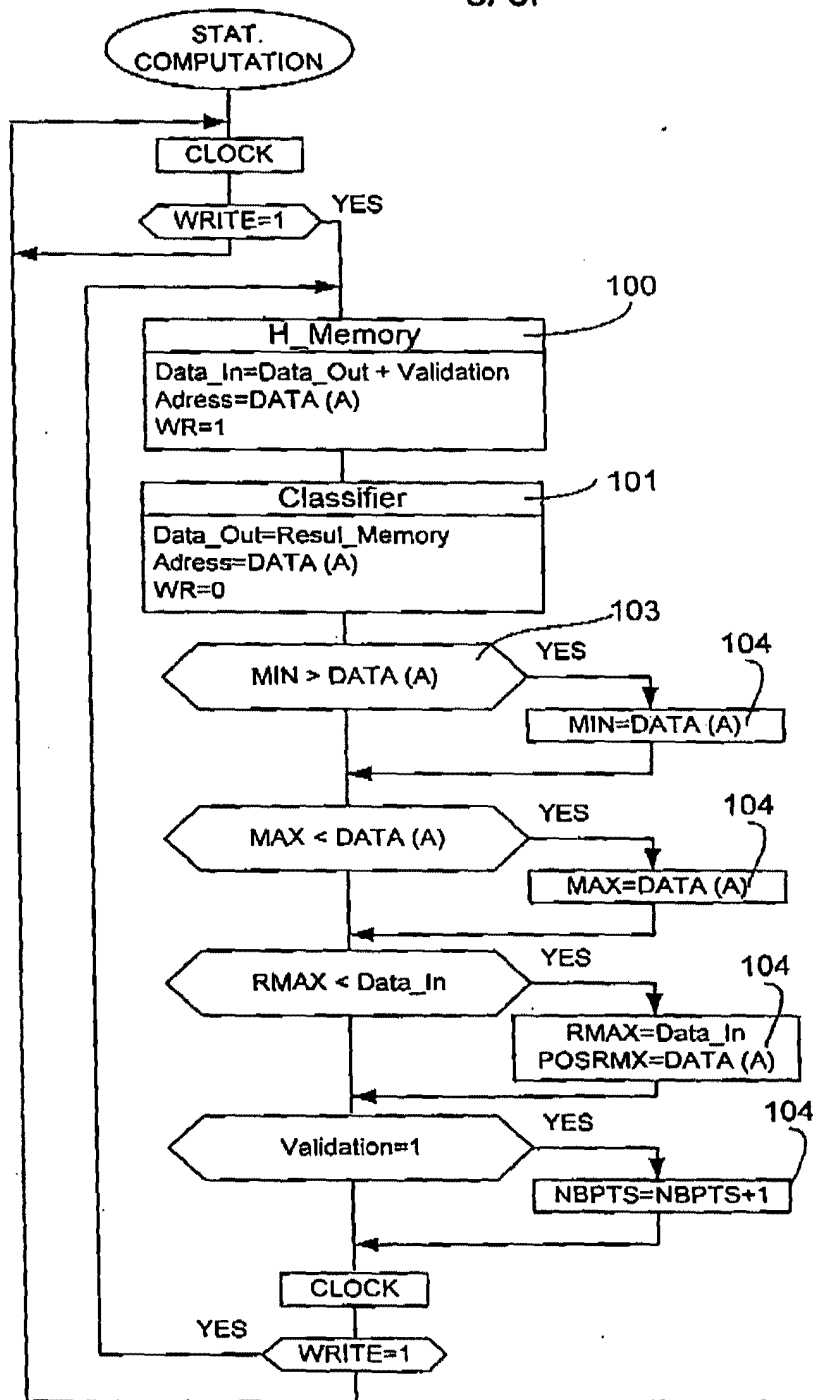 STAT.
COMPUTATION
CLOCK
WRITE=1
YES
100
H_Memory
Data_In=Data_Out + Validation
Adress=DATA (A)
WR=1
101
Classifier
Data_Out=Resul_Memory
Adress=DATA (A)
WR=0
103
MIN > DATA (A)
YES
104
MIN=DATA (A)
MAX < DATA (A)
YES
104
MAX=DATA (A)
RMAX < Data_In
YES
104
RMAX=Data_In
POSRMX=DATA (A)
Validation=1
YES
104
NBPTS=NBPTS+1
CLOCK
YES
WRITE=1